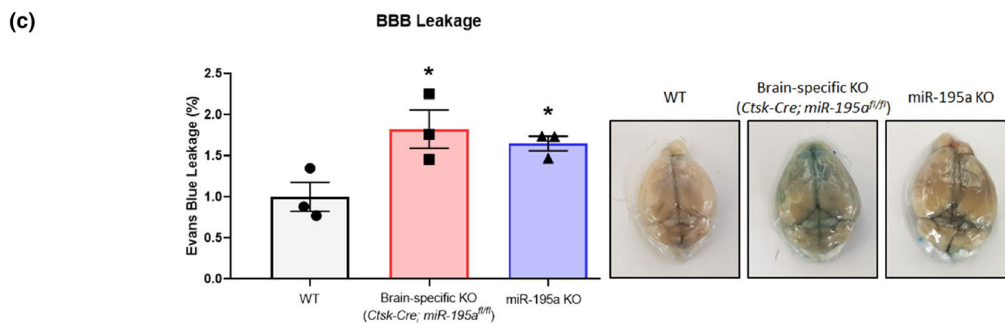 (c)
BBB Leakage
Evans Blue Leakage (%)
2.5
2.0
1.5
1.0
0.5
0.0
*
*
WT
Brain-specific KO
(Ctsk-Cre; miR-195a^fl/fl)
miR-195a KO
WT
Brain-specific KO
(Ctsk-Cre; miR-195a^fl/fl)
miR-195a KO